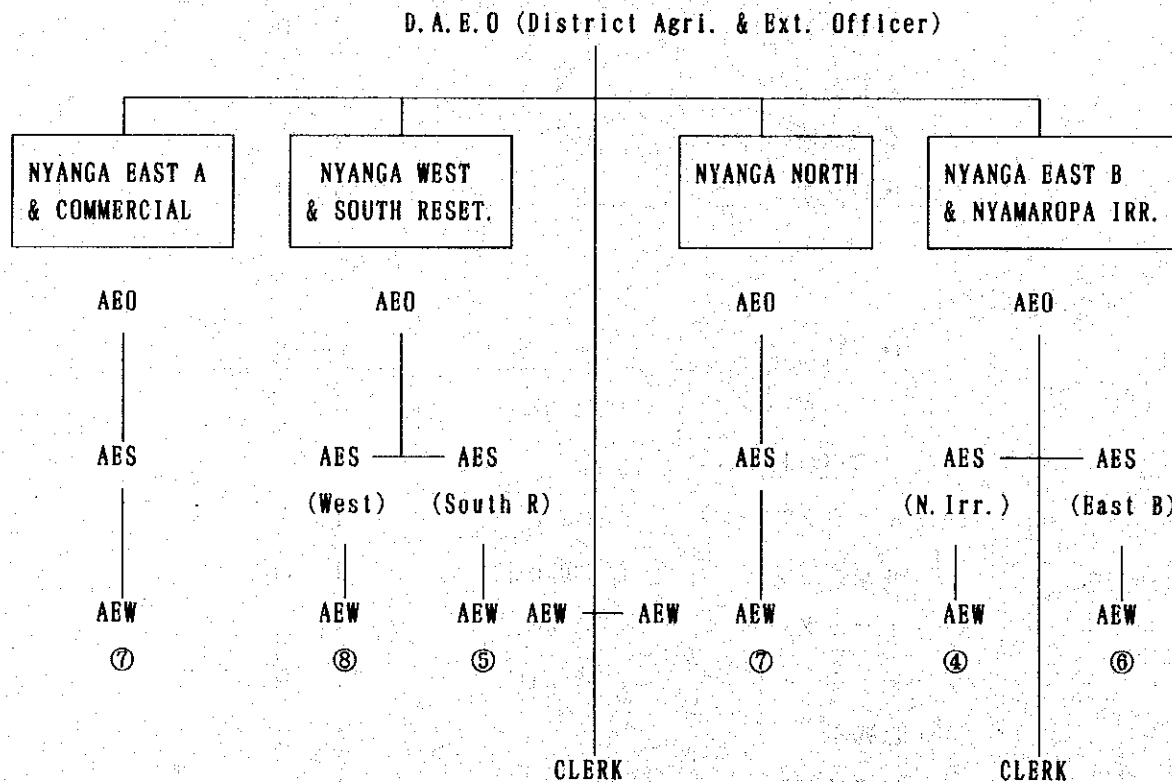 D.A.E.O (District Agri. & Ext. Officer)
NYANGA EAST A
& COMMERCIAL
NYANGA WEST
& SOUTH RESET.
NYANGA NORTH
NYANGA EAST B
& NYAMAROPA IRR.
AEO AEO AEO AEO
AES AES AES AES AES AES
(West) (South R) (N. Irr.) (East B)
AEW AEW AEW AEW AEW AEW AEW AEW
⑦ ⑧ ⑤ ⑦ ④ ⑥
CLERK CLERK